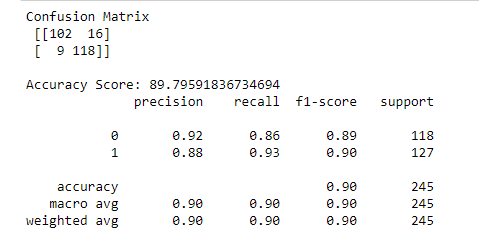 Confusion Matrix
[[102 16]
[ 9 118]]
Accuracy Score: 89.79591836734694
precision recall f1-score support
0 0.92 0.86 0.89 118
1 0.88 0.93 0.90 127
accuracy 0.90 245
macro avg 0.90 0.90 0.90 245
weighted avg 0.90 0.90 0.90 245